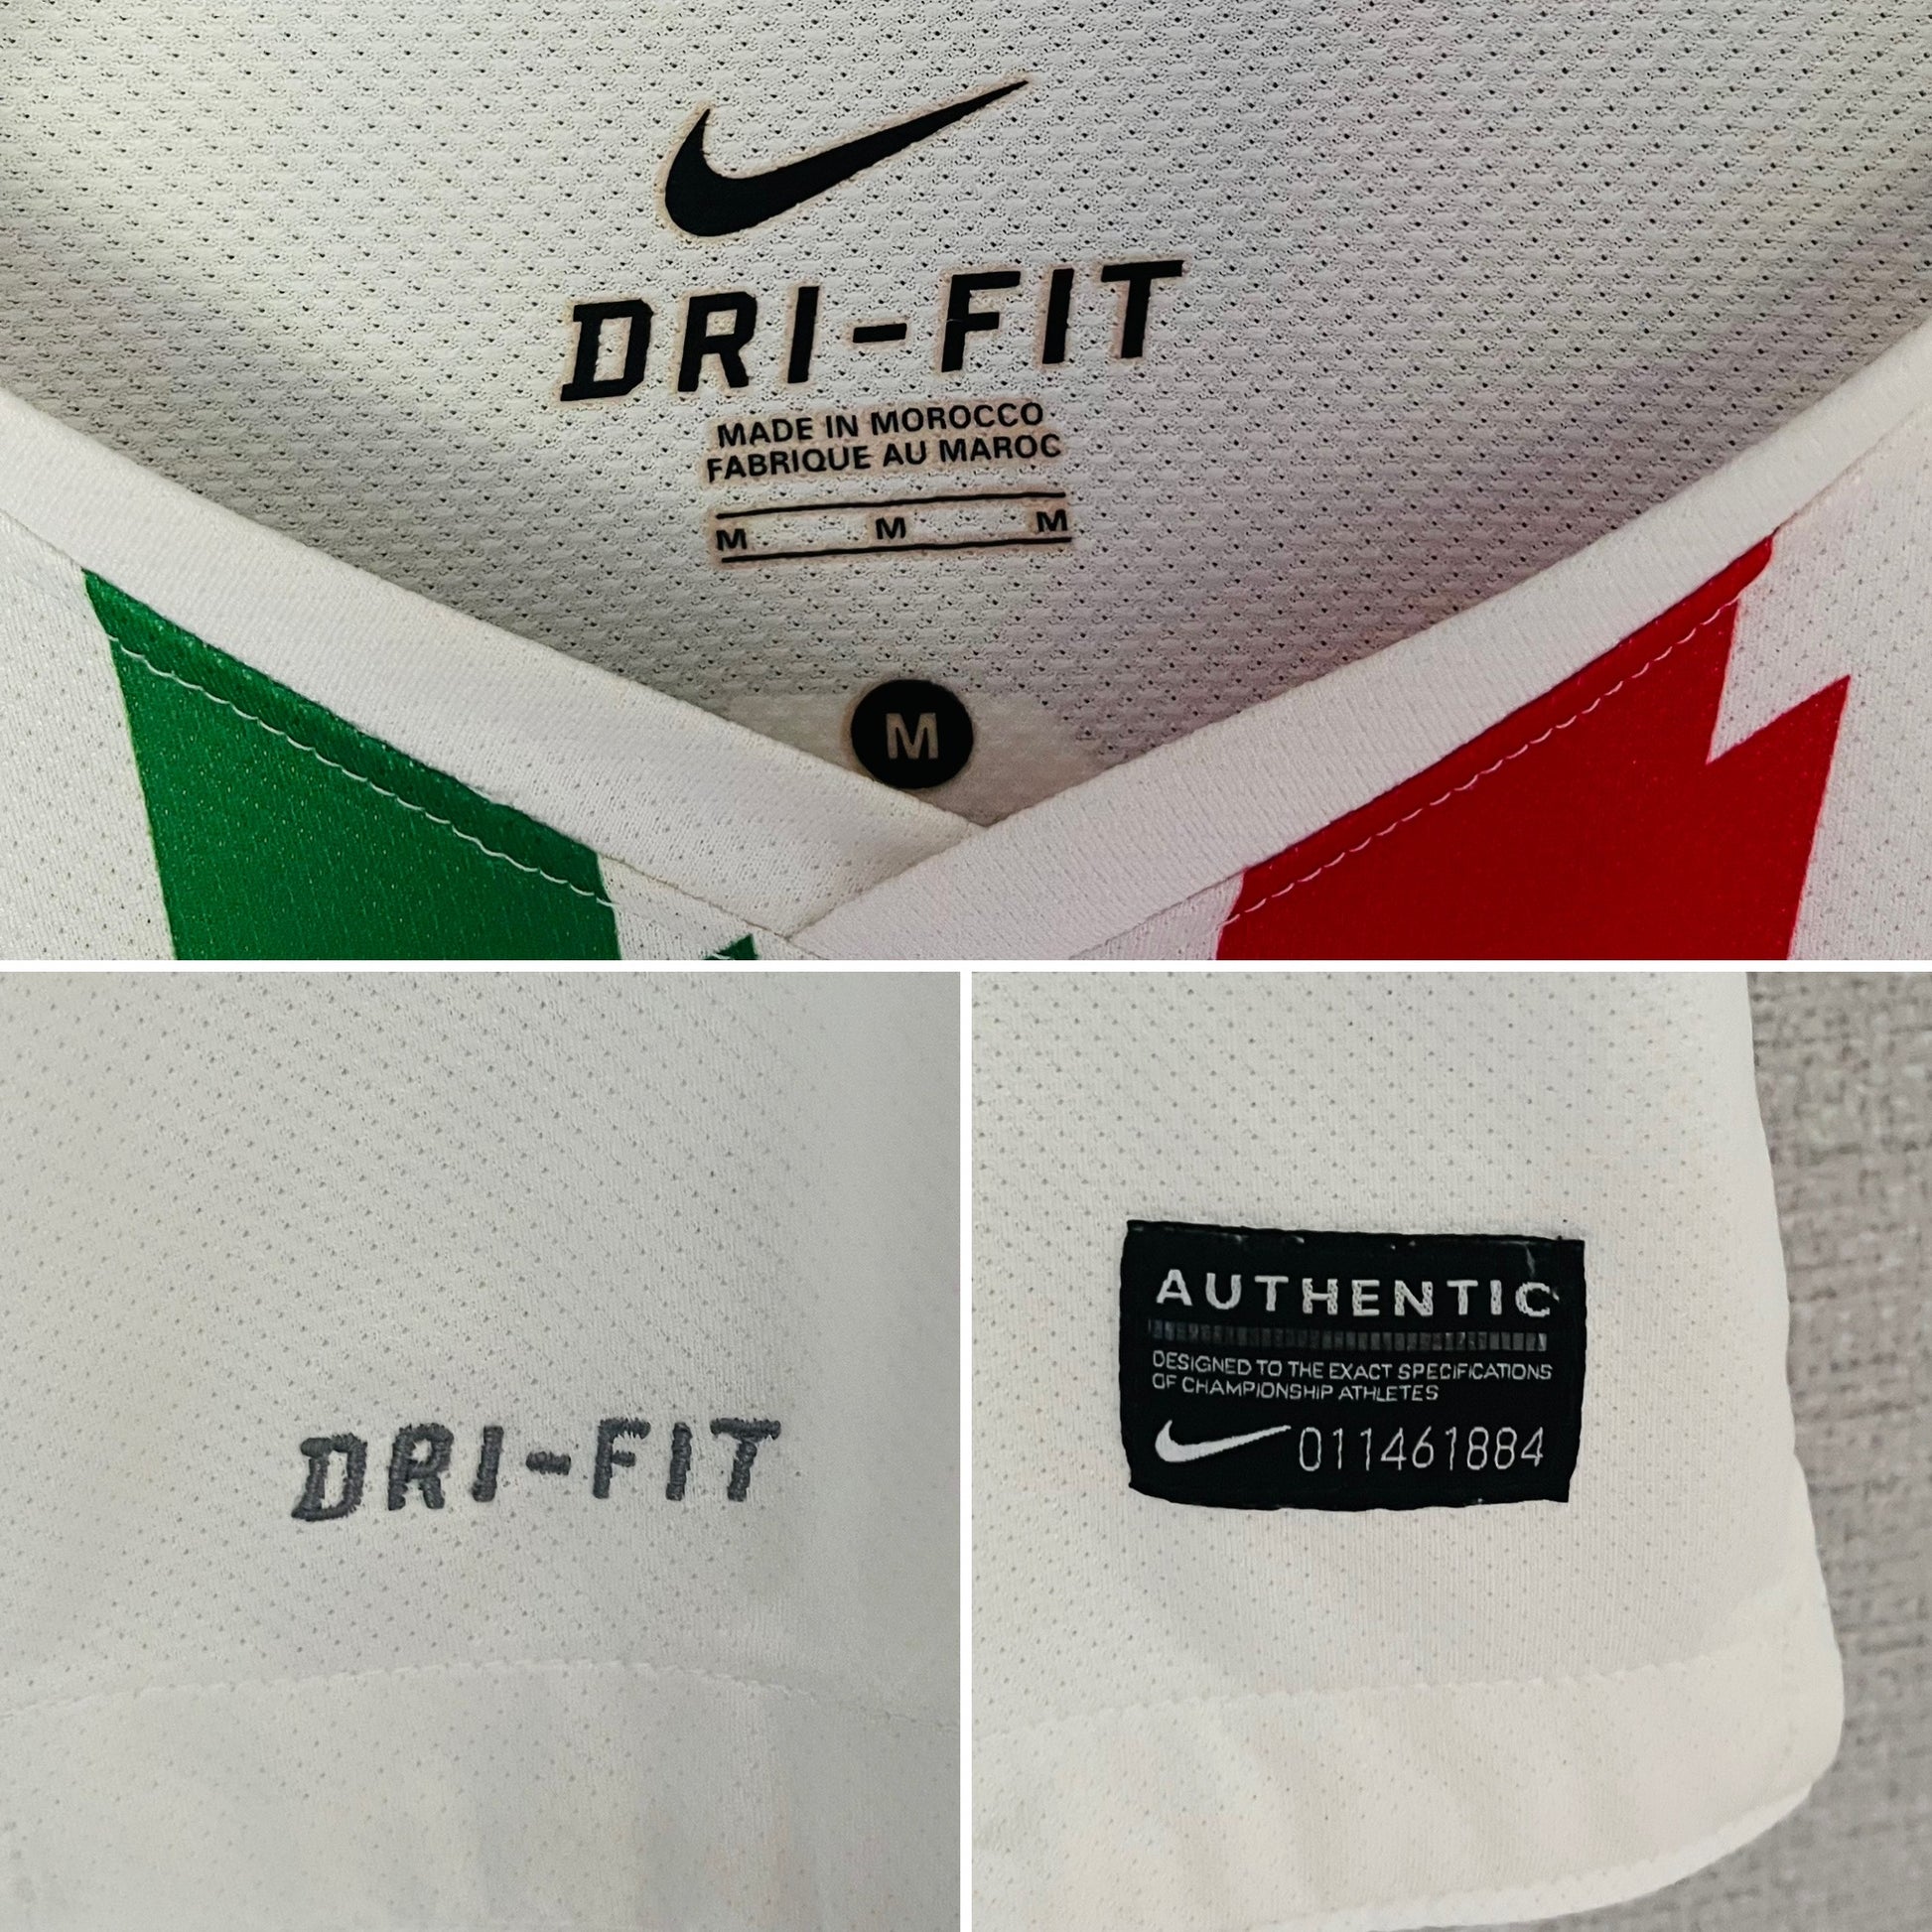 DRI-FIT
MADE IN MOROCCO
FABRIQUE AU MAROC
M M M
M
DRI-FIT
AUTHENTIC
DESIGNED TO THE EXACT SPECIFICATIONS
OF CHAMPIONSHIP ATHLETES
011461884